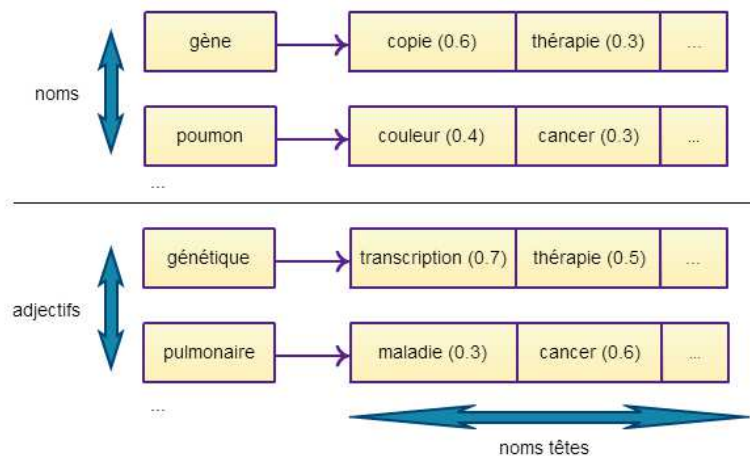 gène copie (0.6) thérapie (0.3) ...
noms
poumon couleur (0.4) cancer (0.3) ...
...
génétique transcription (0.7) thérapie (0.5) ...
adjectifs
pulmonaire maladie (0.3) cancer (0.6) ...
...
noms têtes